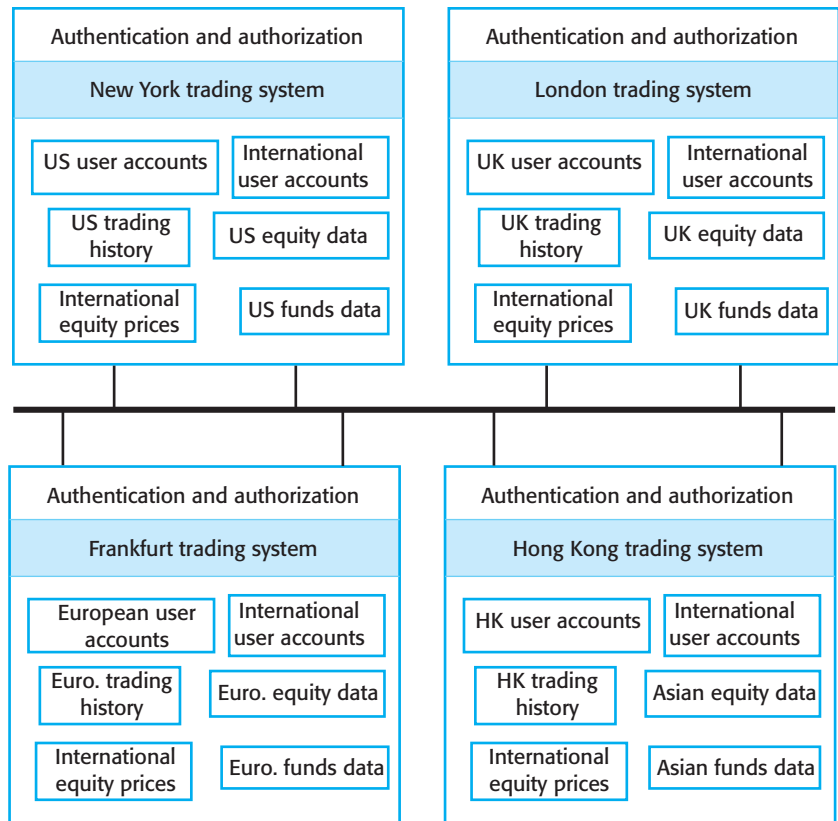 Authentication and authorization
New York trading system
US user accounts
International
user accounts
US trading
history
US equity data
International
equity prices
US funds data
Authentication and authorization
London trading system
UK user accounts
International
user accounts
UK trading
history
UK equity data
International
equity prices
UK funds data
Authentication and authorization
Frankfurt trading system
European user
accounts
International
user accounts
Euro. trading
history
Euro. equity data
International
equity prices
Euro. funds data
Authentication and authorization
Hong Kong trading system
HK user accounts
International
user accounts
HK trading
history
Asian equity data
International
equity prices
Asian funds data